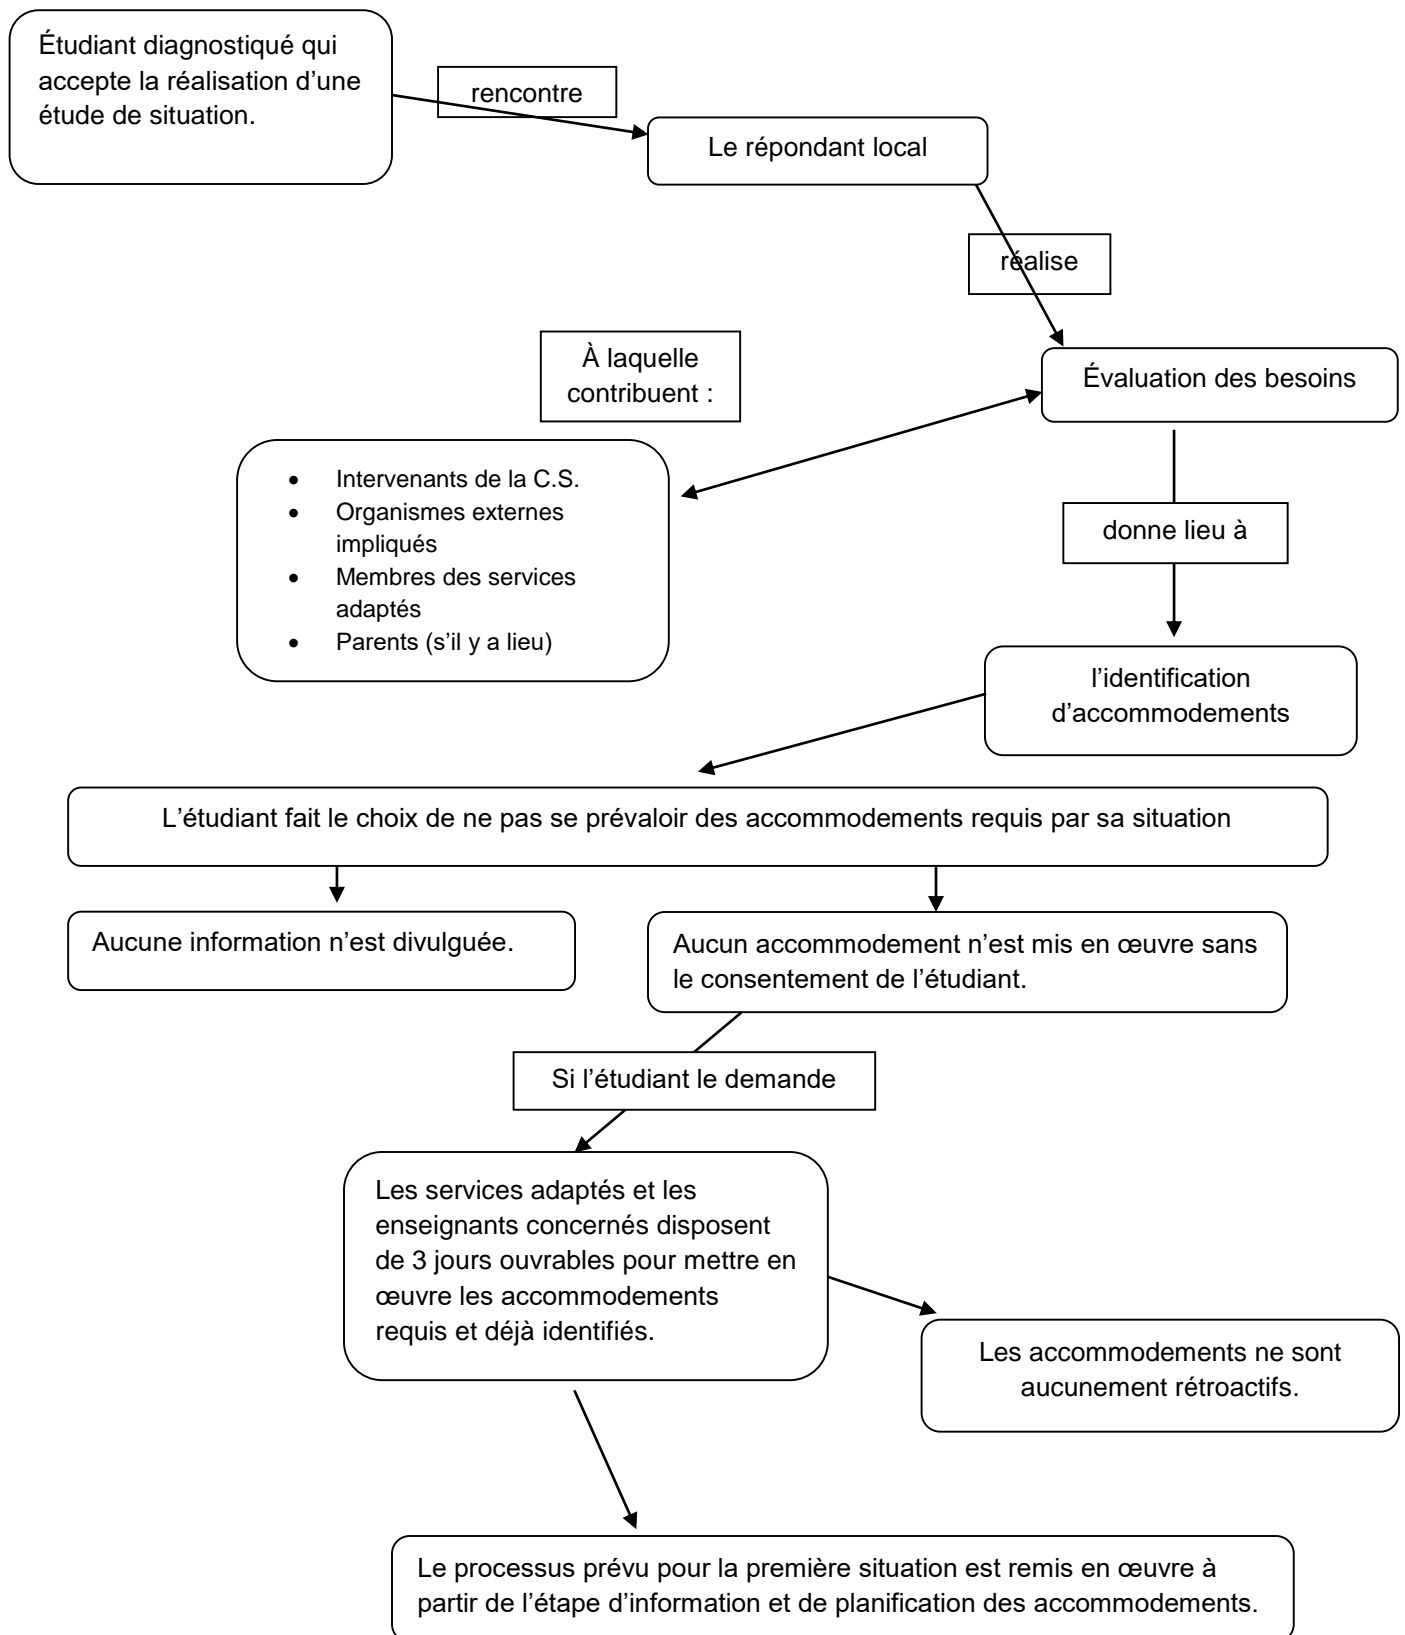 Étudiant diagnostiqué qui
accepte la réalisation d’une
étude de situation.
rencontre
Le répondant local
réalise
À laquelle
contribuent :
Évaluation des besoins
• Intervenants de la C.S.
• Organismes externes
impliqués
• Membres des services
adaptés
• Parents (s’il y a lieu)
donne lieu à
l’identification
d’accommodements
L’étudiant fait le choix de ne pas se prévaloir des accommodements requis par sa situation
Aucune information n’est divulguée.
Aucun accommodement n’est mis en œuvre sans
le consentement de l’étudiant.
Si l’étudiant le demande
Les services adaptés et les
enseignants concernés disposent
de 3 jours ouvrables pour mettre en
œuvre les accommodements
requis et déjà identifiés.
Les accommodements ne sont
aucunement rétroactifs.
Le processus prévu pour la première situation est remis en œuvre à
partir de l’étape d’information et de planification des accommodements.